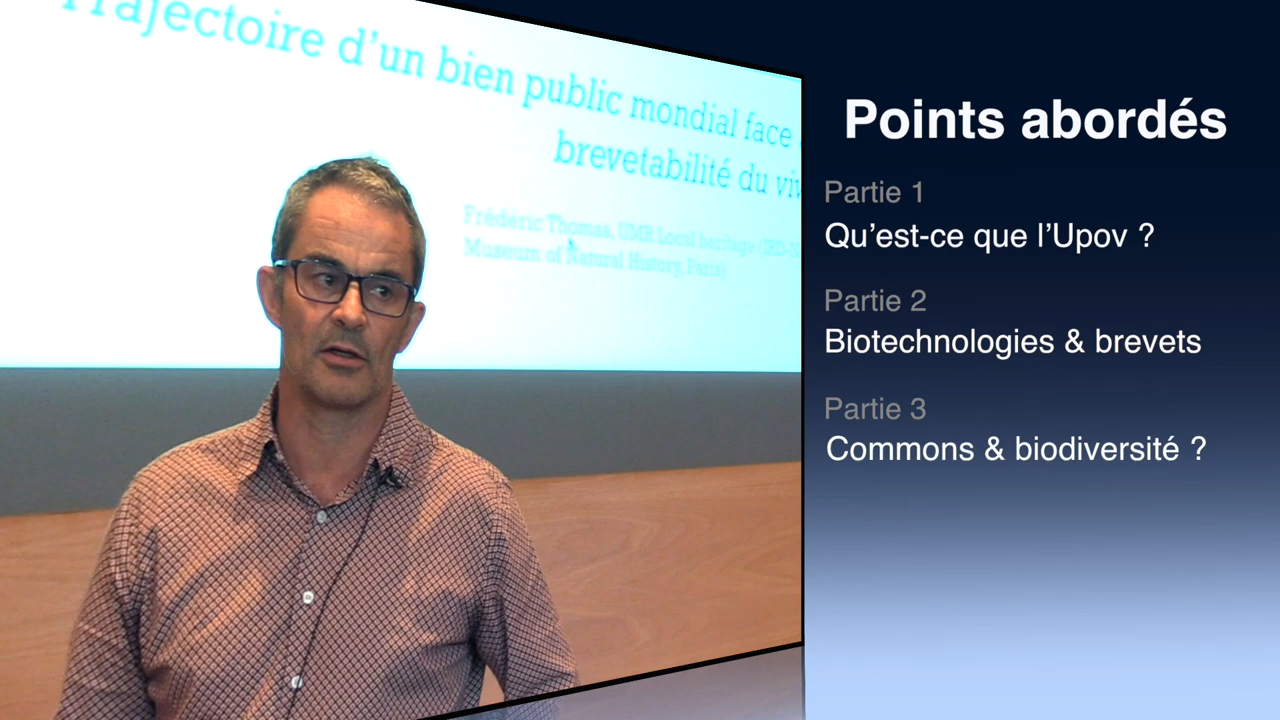 Trajectoire d'un bien public mondial face
brevetabilité du
Frédéric Thomas, UMR Local heritage
Museum of Natural History, Paris)
Points abordés
Partie 1
Qu'est-ce que l'Upov ?
Partie 2
Biotechnologies & brevets
Partie 3
Commons & biodiversité ?